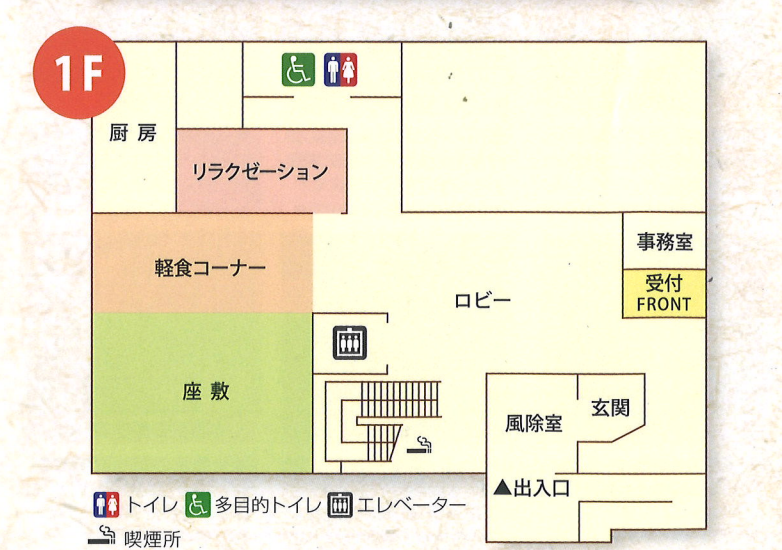 1F
厨房
リラクゼーション
軽食コーナー
事務室
受付
FRONT
ロビー
座敷
風除室
玄関
▲出入口
トイレ 多目的トイレ エレベーター
喫煙所